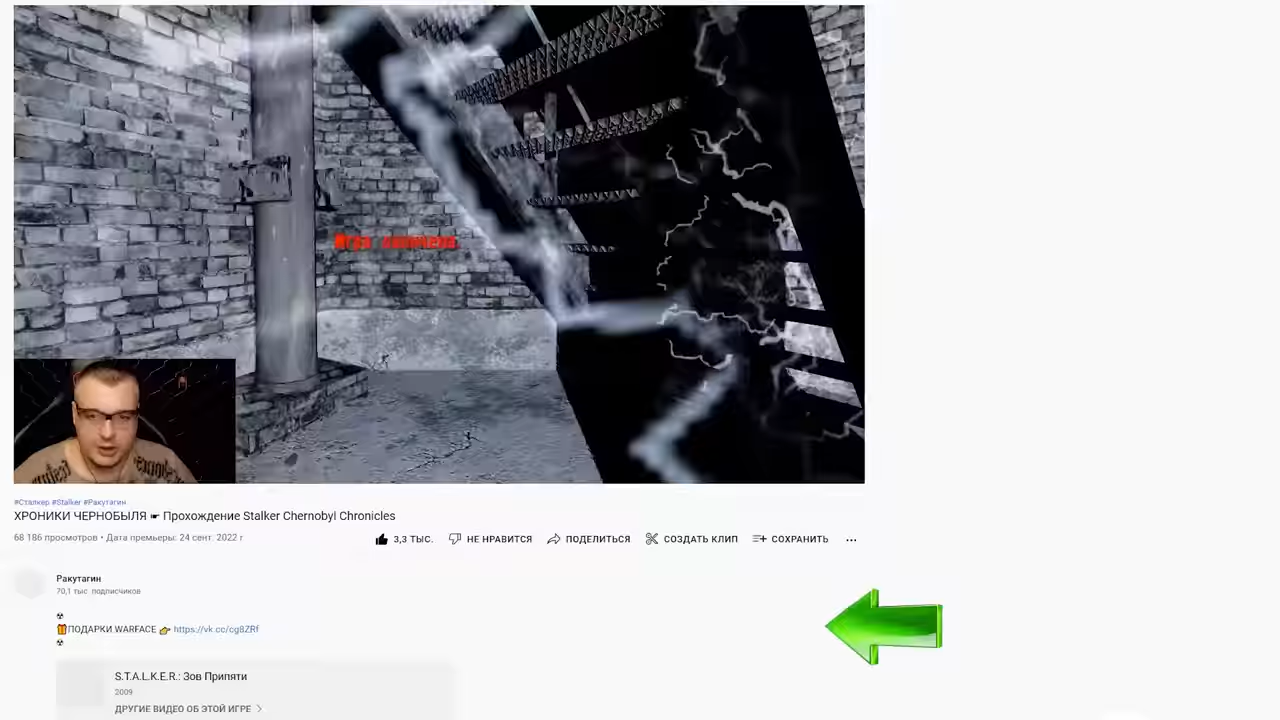 Игра окончена
#Сталкер #Stalker #Ракутагин
ХРОНИКИ ЧЕРНОБЫЛЯ ☛ Прохождение Stalker Chernobyl Chronicles
68 186 просмотров • Дата премьеры: 24 сент. 2022 г
3,3 ТЫС. НЕ НРАВИТСЯ ПОДЕЛИТЬСЯ СОЗДАТЬ КЛИП СОХРАНИТЬ ...
Ракутагин
70,1 тыс подписчиков
☢
🎁ПОДАРКИ WARFACE 👉 https://vk.cc/cg8ZRf
☢
S.T.A.L.K.E.R.: Зов Припяти
2009
ДРУГИЕ ВИДЕО ОБ ЭТОЙ ИГРЕ >